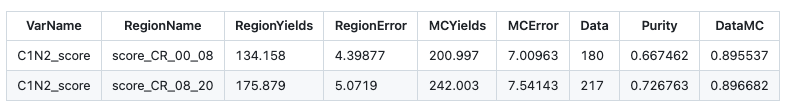 VarName RegionName RegionYields RegionError MCYields MCError Data Purity DataMC
C1N2_score score_CR_00_08 134.158 4.39877 200.997 7.00963 180 0.667462 0.895537
C1N2_score score_CR_08_20 175.879 5.0719 242.003 7.54143 217 0.726763 0.896682